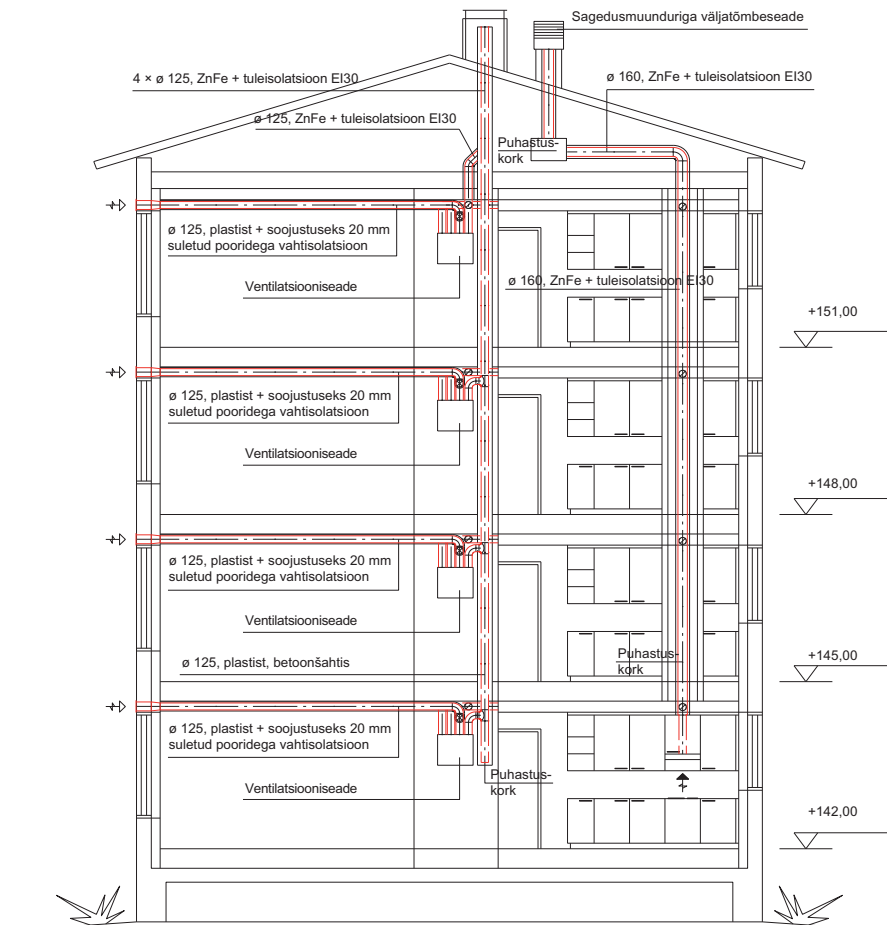 Sagedusmuunduriga väljatõmbeseade
4 × ø 125, ZnFe + tuleisolatsioon EI30
ø 160, ZnFe + tuleisolatsioon EI30
ø 125, ZnFe + tuleisolatsioon EI30
Puhastus-
kork
ø 125, plastist + soojustuseks 20 mm
suletud pooridega vahtisolatsioon
Ventilatsiooniseade
ø 160, ZnFe + tuleisolatsioon EI30
+151,00
ø 125, plastist + soojustuseks 20 mm
suletud pooridega vahtisolatsioon
Ventilatsiooniseade
+148,00
ø 125, plastist + soojustuseks 20 mm
suletud pooridega vahtisolatsioon
Ventilatsiooniseade
ø 125, plastist, betoonšahtis
Puhastus-
kork
+145,00
ø 125, plastist + soojustuseks 20 mm
suletud pooridega vahtisolatsioon
Ventilatsiooniseade
Puhastus-
kork
+142,00